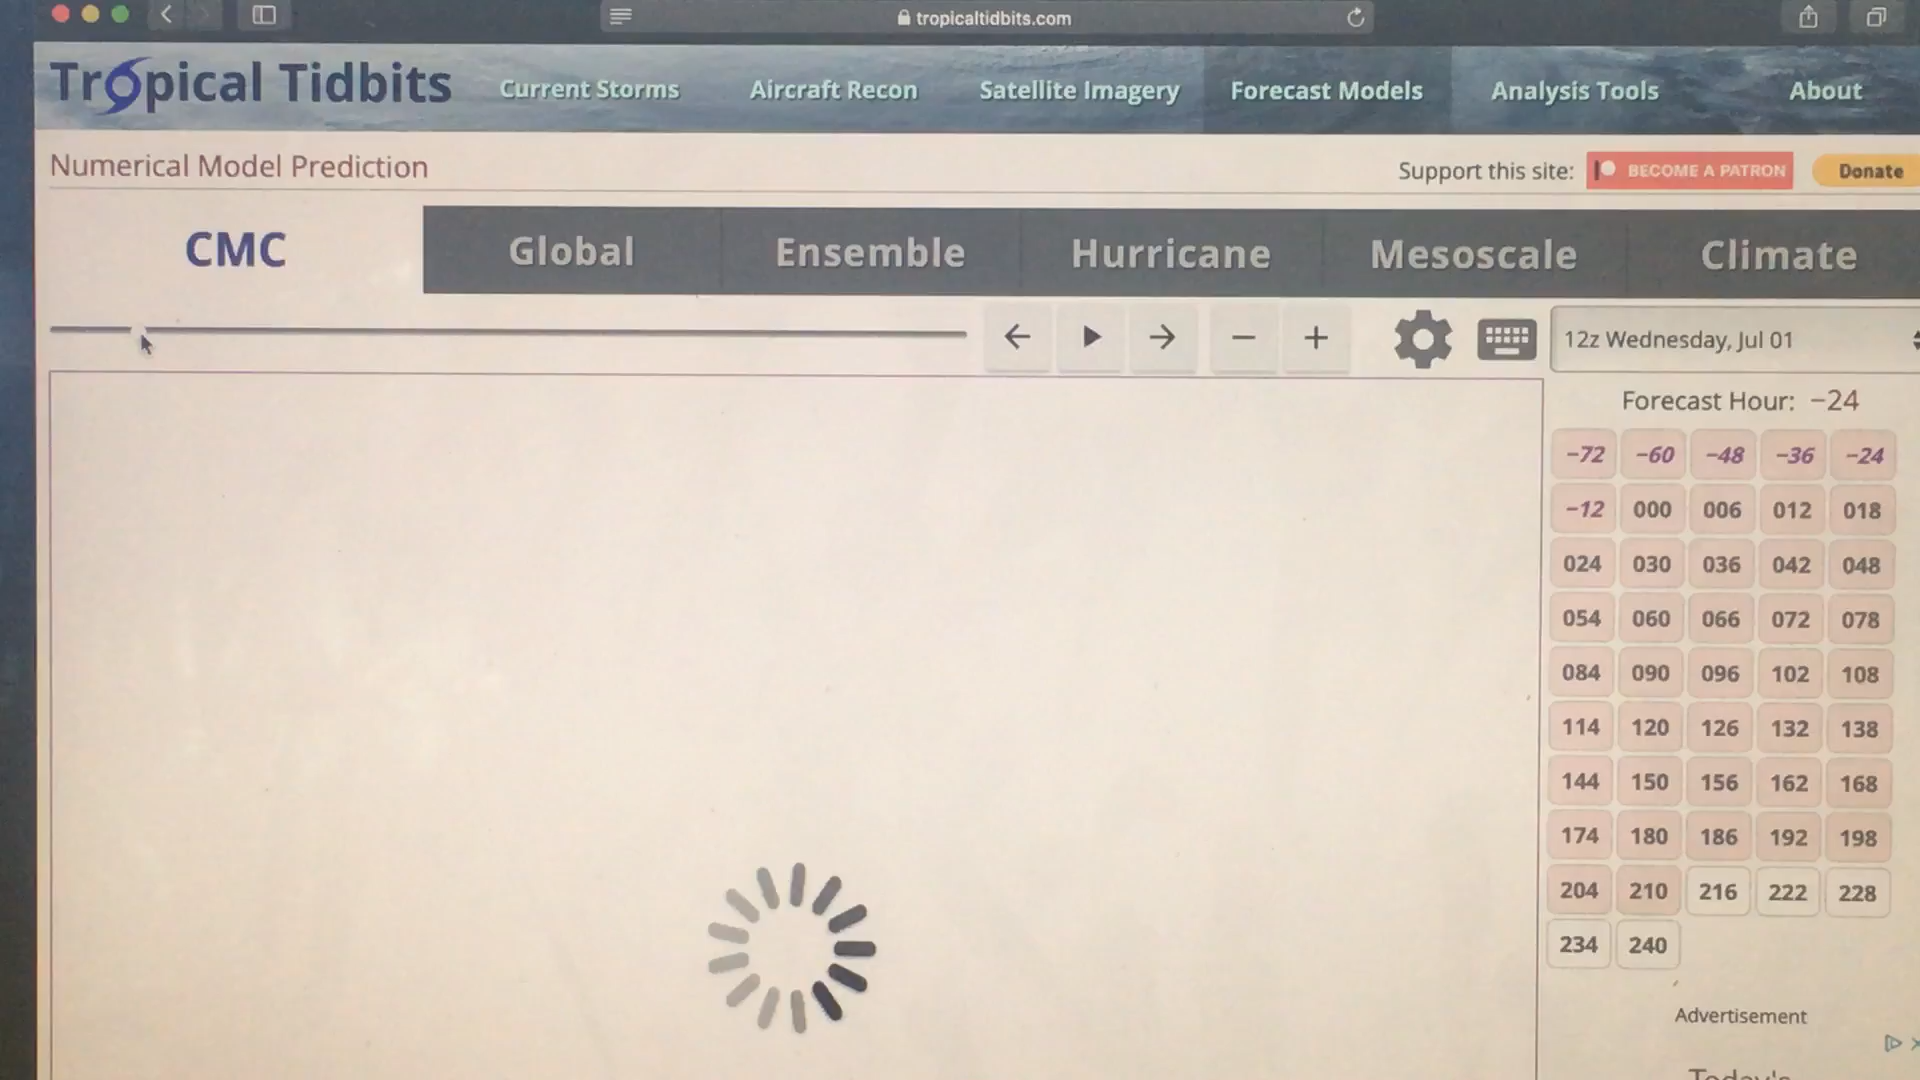 tropicaltidbits.com
Tropical Tidbits
Current Storms Aircraft Recon Satellite Imagery Forecast Models Analysis Tools About
Numerical Model Prediction
Support this site: BECOME A PATRON Donate
CMC Global Ensemble Hurricane Mesoscale Climate
12z Wednesday, Jul 01
Forecast Hour: −24
−72 −60 −48 −36 −24
−12 000 006 012 018
024 030 036 042 048
054 060 066 072 078
084 090 096 102 108
114 120 126 132 138
144 150 156 162 168
174 180 186 192 198
204 210 216 222 228
234 240
Advertisement
Today's